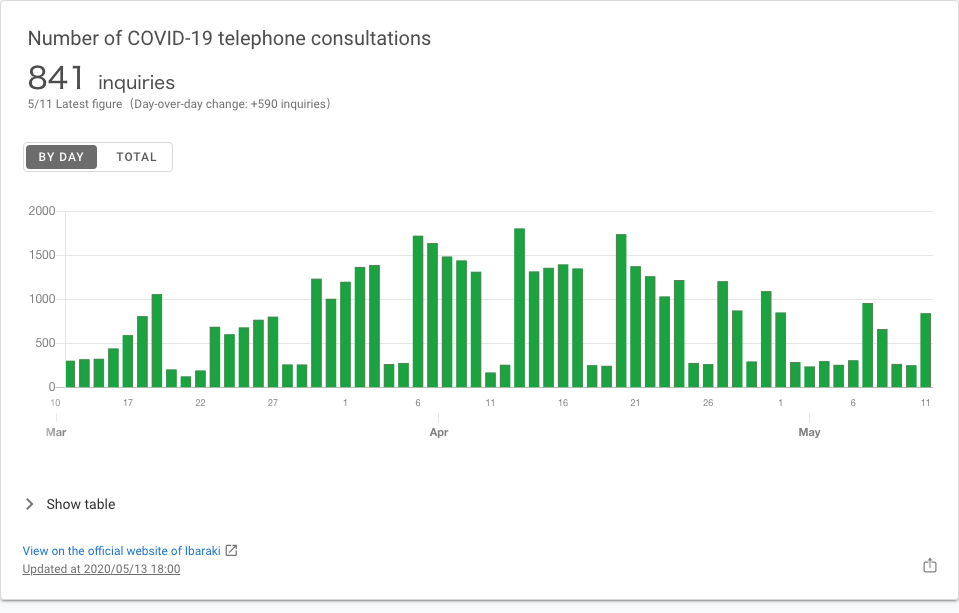 Number of COVID-19 telephone consultations
841 inquiries
5/11 Latest figure（Day-over-day change: +590 inquiries）
BY DAY TOTAL
2000
1500
1000
500
0
10 17 22 27 1 6 11 16 21 26 1 6 11
Mar Apr May
Show table
View on the official website of Ibaraki
Updated at 2020/05/13 18:00